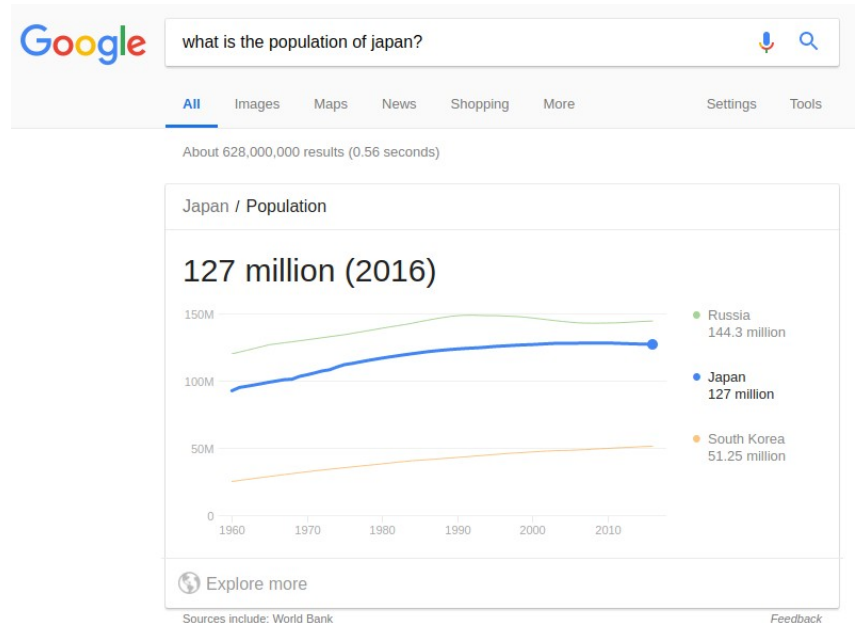 Google
what is the population of japan?
All Images Maps News Shopping More Settings Tools
About 628,000,000 results (0.56 seconds)
Japan / Population
127 million (2016)
150M
100M
50M
0
1960 1970 1980 1990 2000 2010
Russia
144.3 million
Japan
127 million
South Korea
51.25 million
Explore more
Sources include: World Bank Feedback